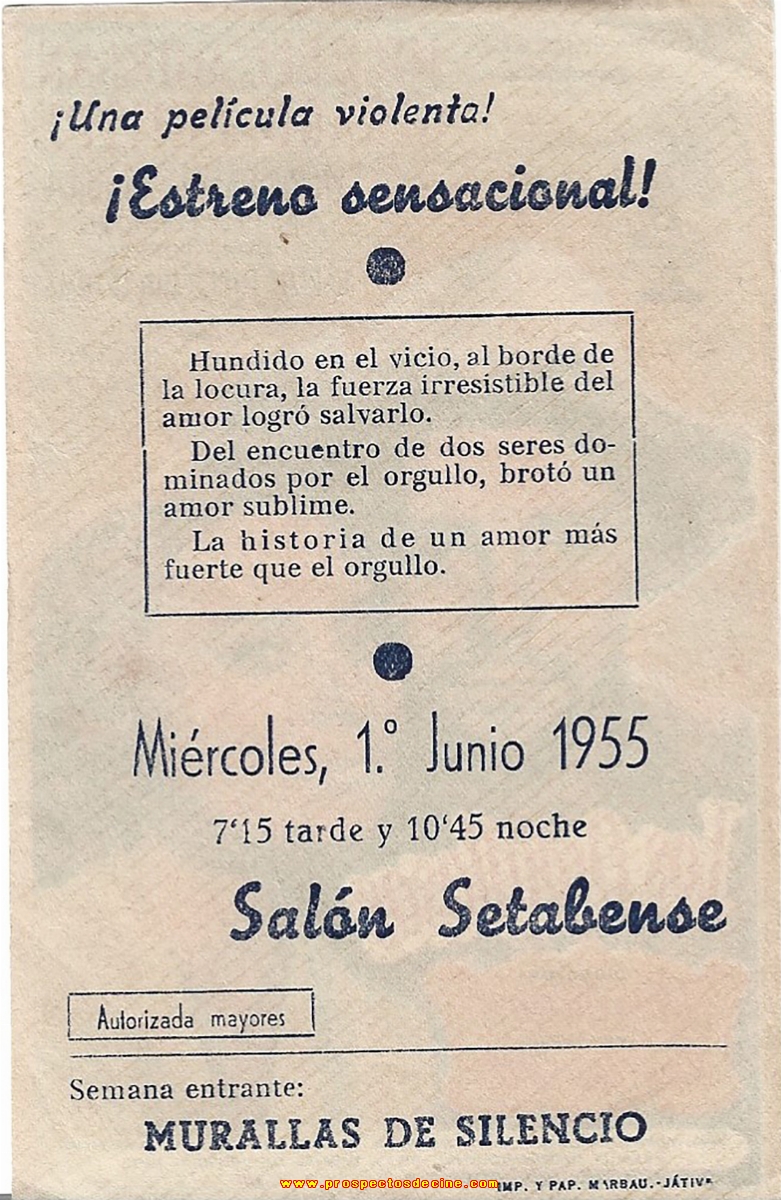 ¡Una película violenta!
¡Estreno sensacional!
Hundido en el vicio, al borde de
la locura, la fuerza irresistible del
amor logró salvarlo.
Del encuentro de dos seres do-
minados por el orgullo, brotó un
amor sublime.
La historia de un amor más
fuerte que el orgullo.
Miércoles, 1.º Junio 1955
7'15 tarde y 10'45 noche
Salón Setabense
Autorizada mayores
Semana entrante:
MURALLAS DE SILENCIO
IMP. Y PAP. MARBAU.-JÁTIVA
www.prospectosdecine.com